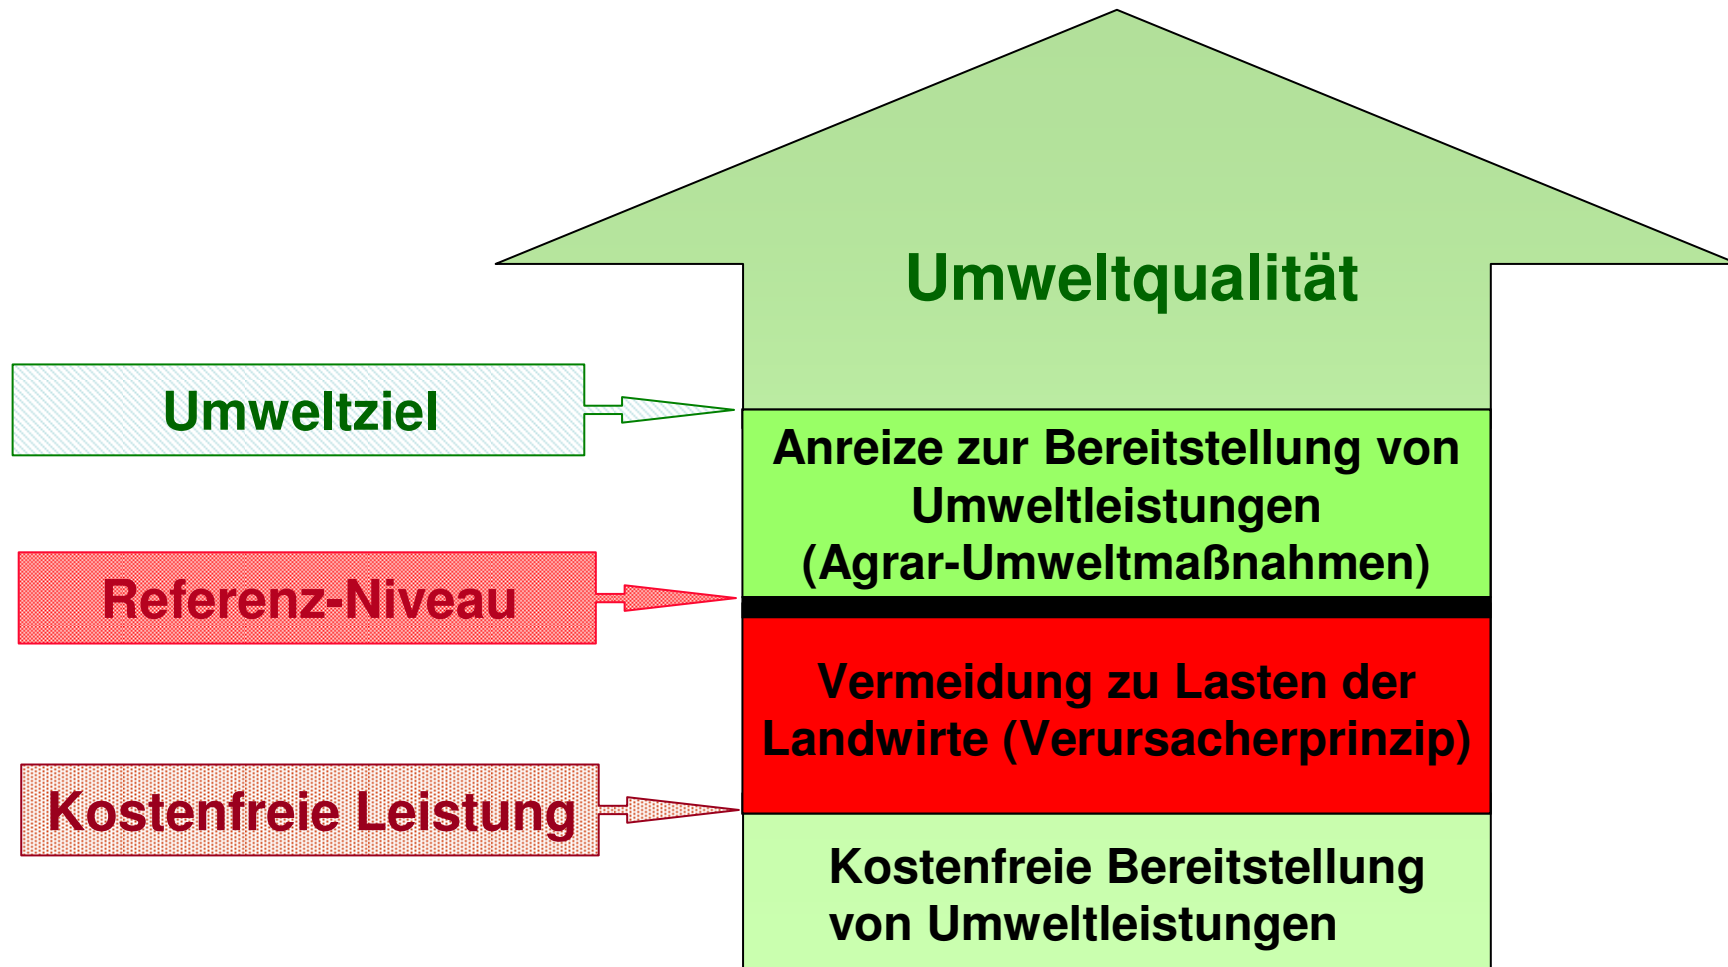 Umweltqualität
Umweltziel
Anreize zur Bereitstellung von
Umweltleistungen
(Agrar-Umweltmaßnahmen)
Referenz-Niveau
Vermeidung zu Lasten der
Landwirte (Verursacherprinzip)
Kostenfreie Leistung
Kostenfreie Bereitstellung
von Umweltleistungen